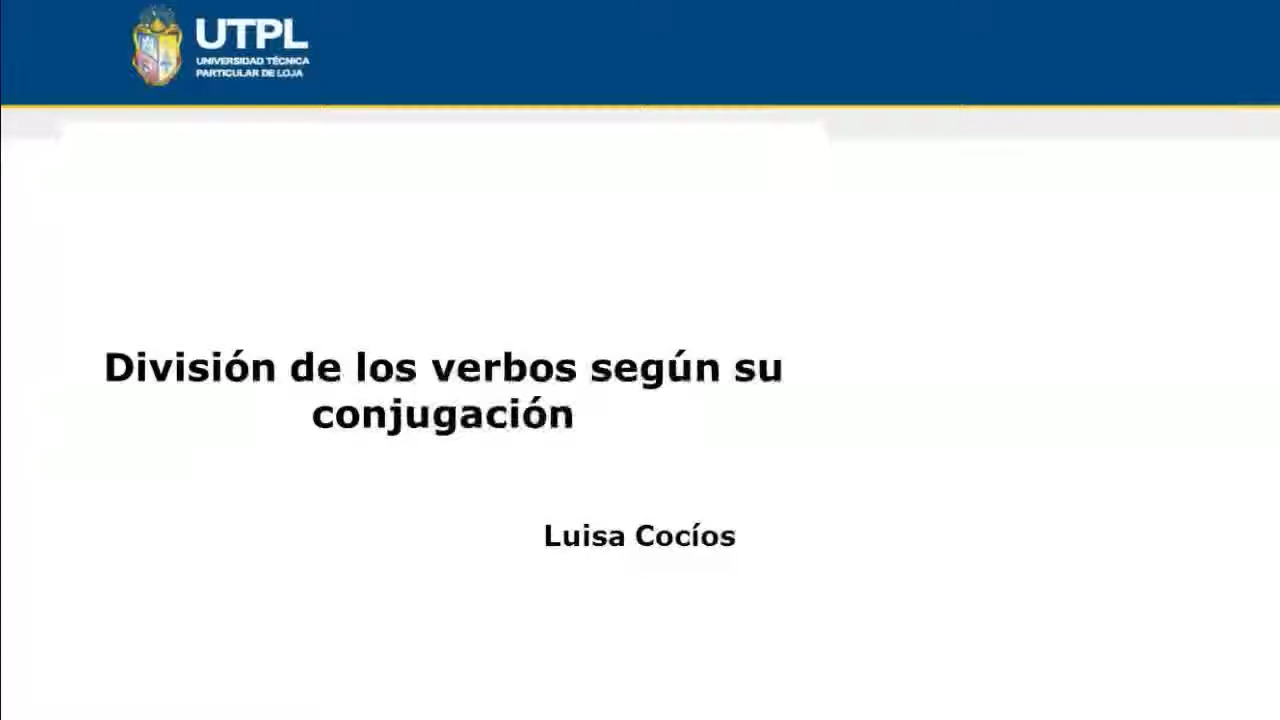 UTPL
UNIVERSIDAD TÉCNICA
PARTICULAR DE LOJA
División de los verbos según su
conjugación
Luisa Cocíos